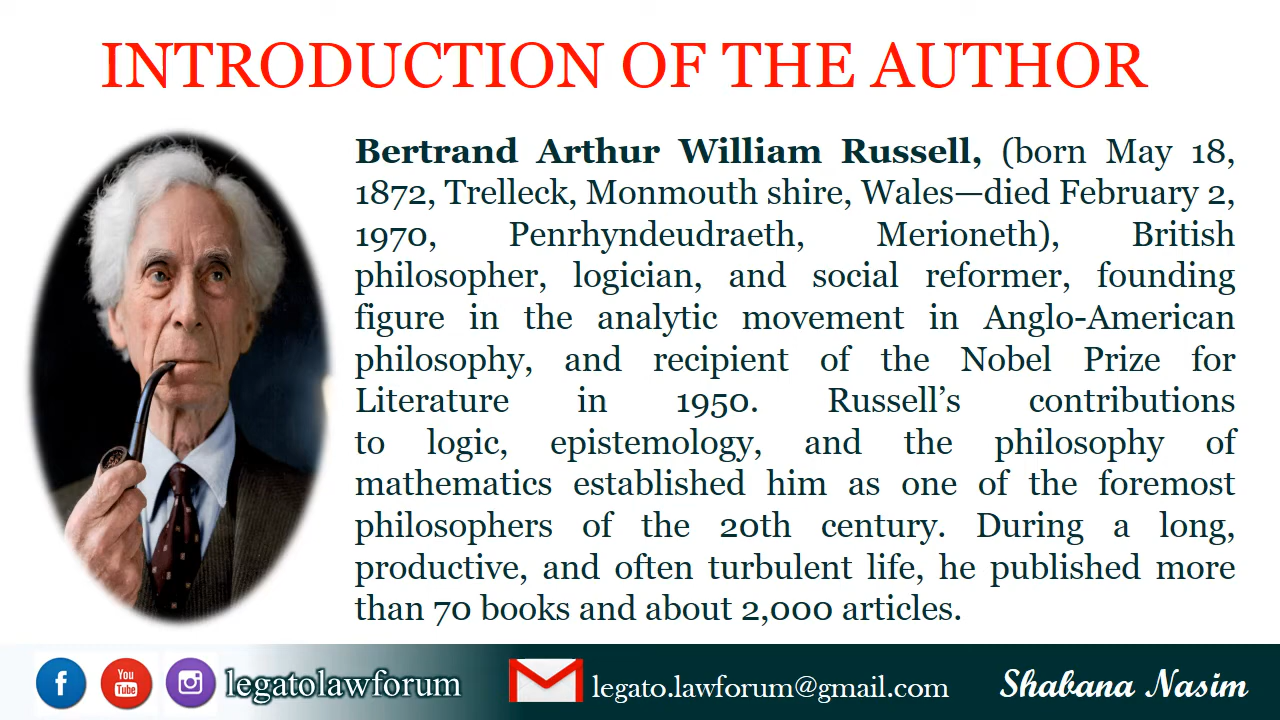 INTRODUCTION OF THE AUTHOR
Bertrand Arthur William Russell, (born May 18,
1872, Trelleck, Monmouth shire, Wales—died February 2,
1970, Penrhyndeudraeth, Merioneth), British
philosopher, logician, and social reformer, founding
figure in the analytic movement in Anglo-American
philosophy, and recipient of the Nobel Prize for
Literature in 1950. Russell’s contributions
to logic, epistemology, and the philosophy of
mathematics established him as one of the foremost
philosophers of the 20th century. During a long,
productive, and often turbulent life, he published more
than 70 books and about 2,000 articles.
f You Tube legatolawforum legato.lawforum@gmail.com Shabana Nasim